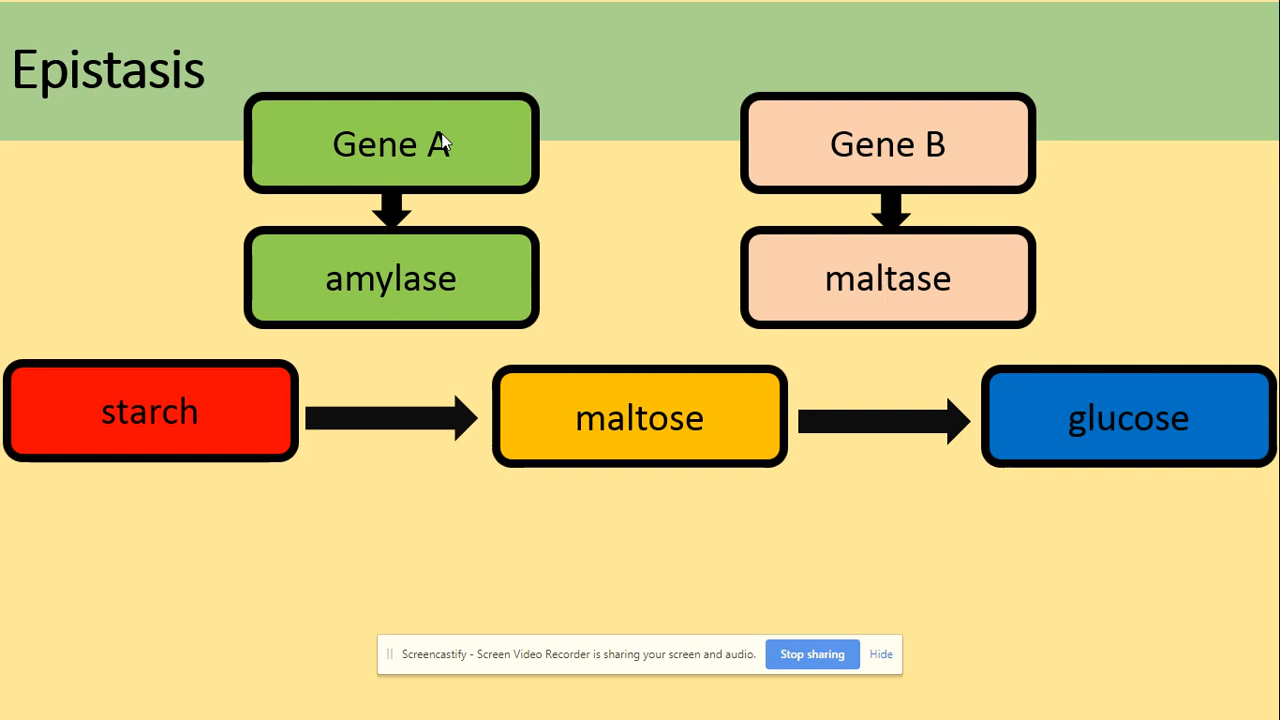 Epistasis
Gene A
Gene B
amylase
maltase
starch
maltose
glucose
Screencastify - Screen Video Recorder is sharing your screen and audio.
Stop sharing
Hide